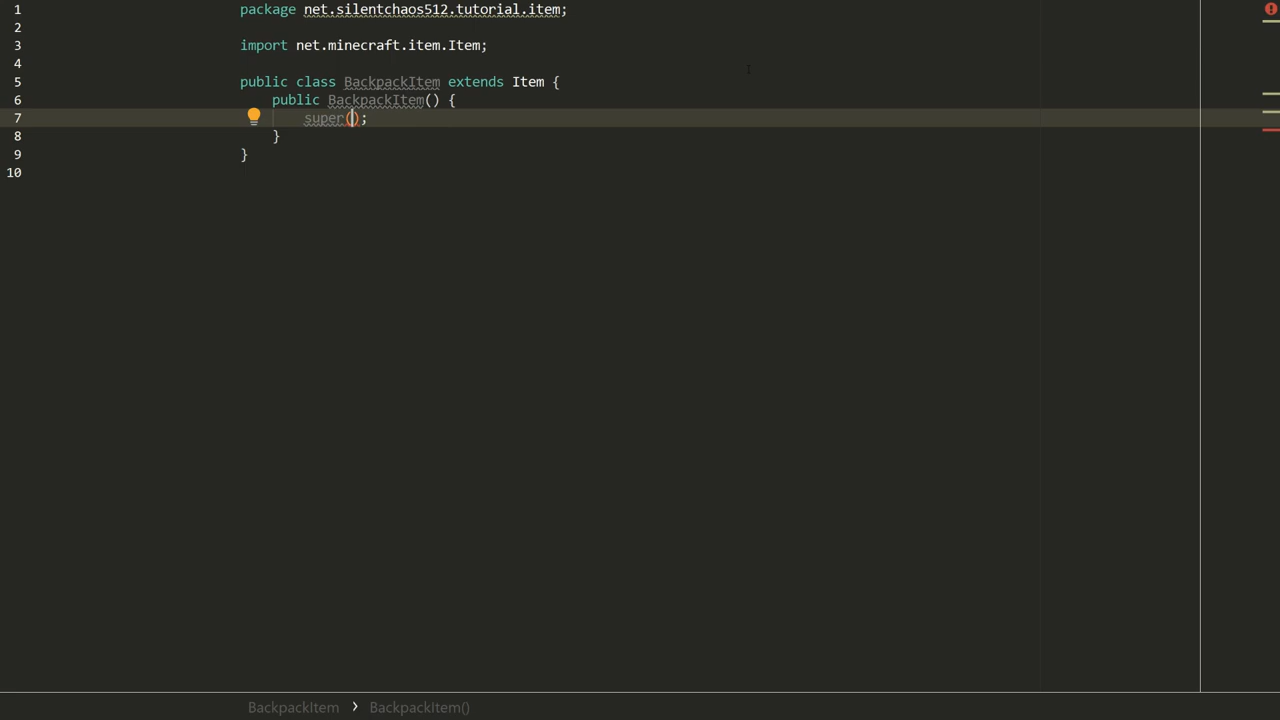 1 package net.silentchaos512.tutorial.item;
2
3 import net.minecraft.item.Item;
4
5 public class BackpackItem extends Item {
6 public BackpackItem() {
7 super();
8 }
9 }
10
BackpackItem > BackpackItem()